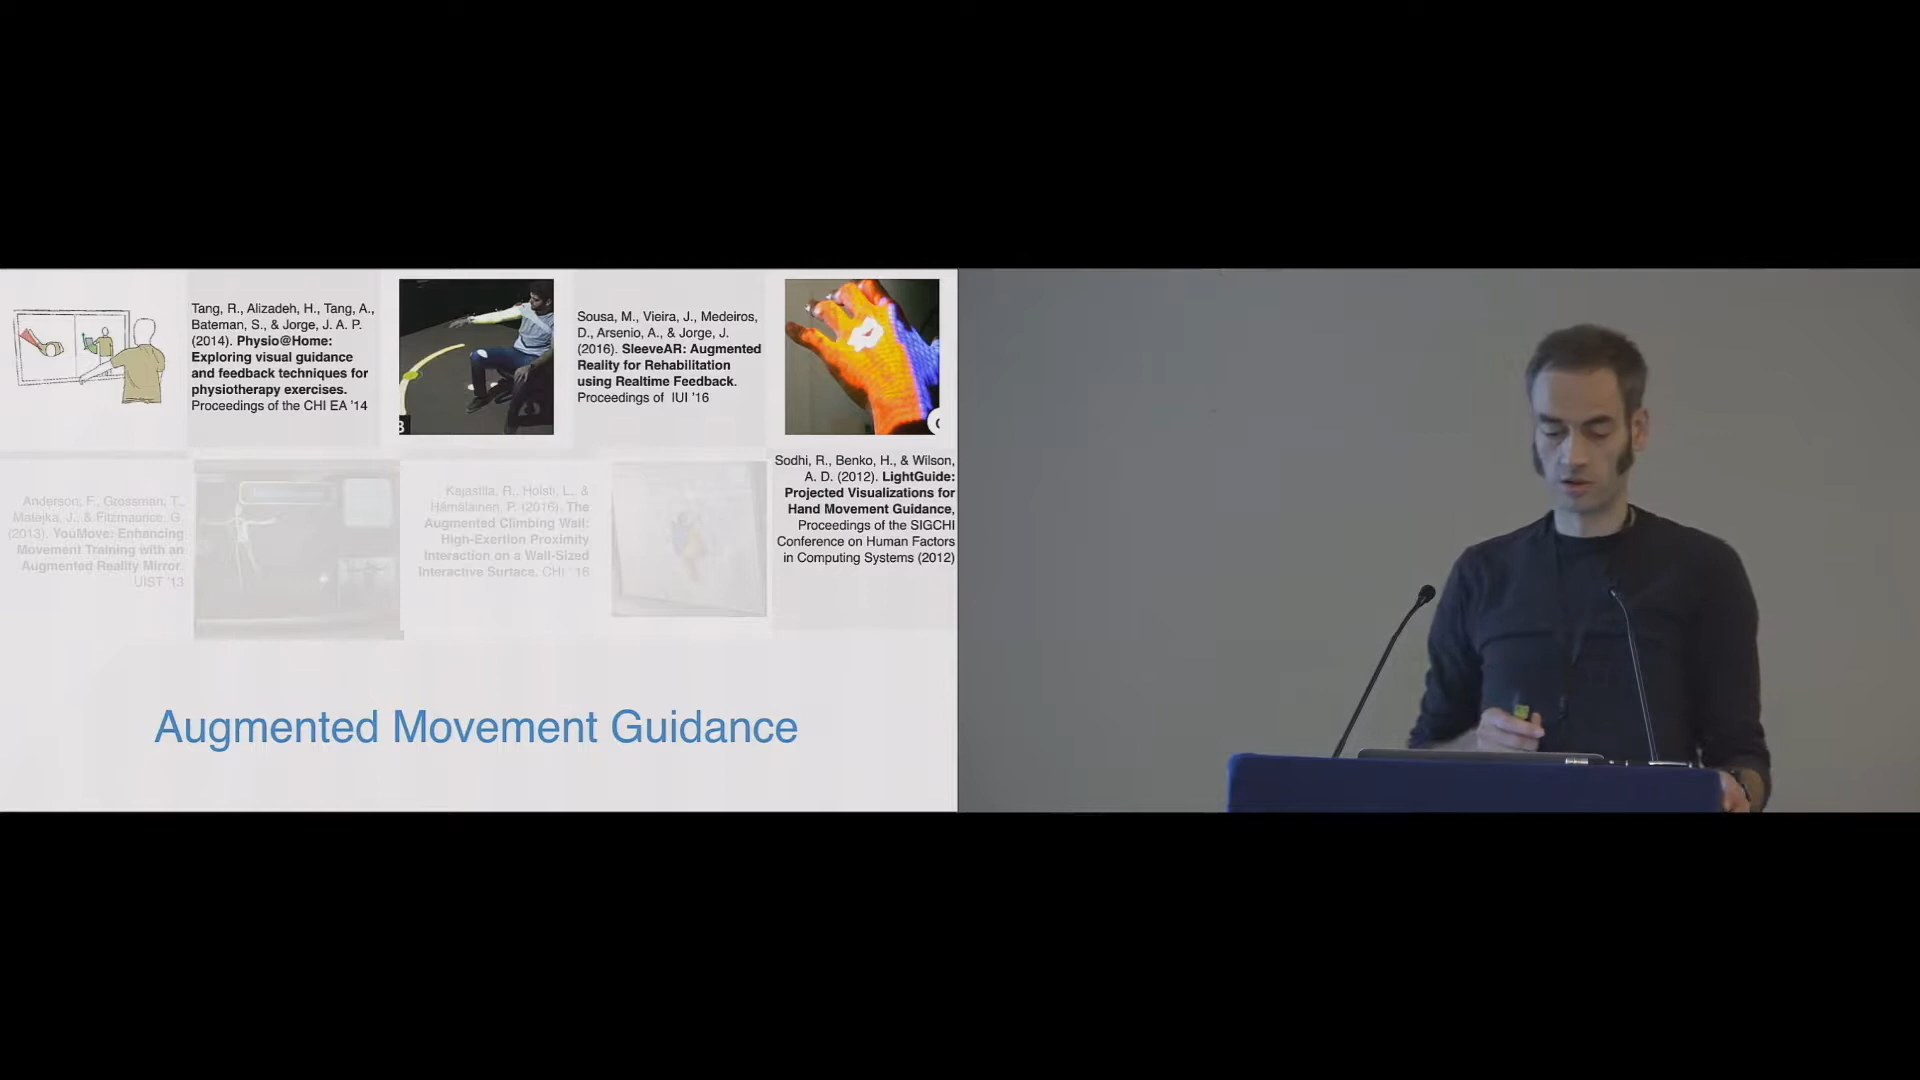 Tang, R., Alizadeh, H., Tang, A.,
Bateman, S., & Jorge, J. A. P.
(2014). Physio@Home:
Exploring visual guidance
and feedback techniques for
physiotherapy exercises.
Proceedings of the CHI EA '14
B
Sousa, M., Vieira, J., Medeiros,
D., Arsenio, A., & Jorge, J.
(2016). SleeveAR: Augmented
Reality for Rehabilitation
using Realtime Feedback.
Proceedings of IUI '16
Sodhi, R., Benko, H., & Wilson,
A. D. (2012). LightGuide:
Projected Visualizations for
Hand Movement Guidance,
Proceedings of the SIGCHI
Conference on Human Factors
in Computing Systems (2012)
Anderson, F., Grossman, T.,
Matejka, J., & Fitzmaurice, G.
(2013). YouMove: Enhancing
Movement Training with an
Augmented Reality Mirror.
UIST '13
Kajastila, R., Holsti, L., &
Hämäläinen, P. (2016). The
Augmented Climbing Wall:
High-Exertion Proximity
Interaction on a Wall-Sized
Interactive Surface. CHI '16
Augmented Movement Guidance